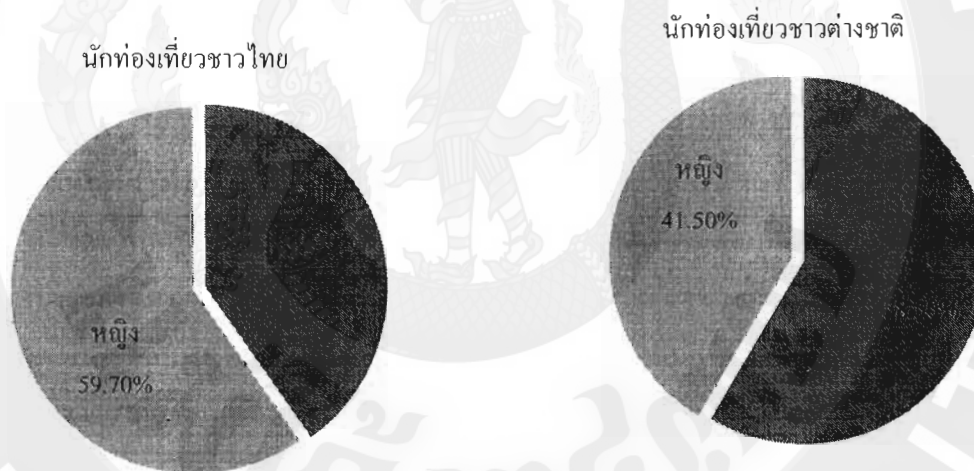 นักท่องเที่ยวชาวไทย
หญิง
59.70%
นักท่องเที่ยวชาวต่างชาติ
หญิง
41.50%